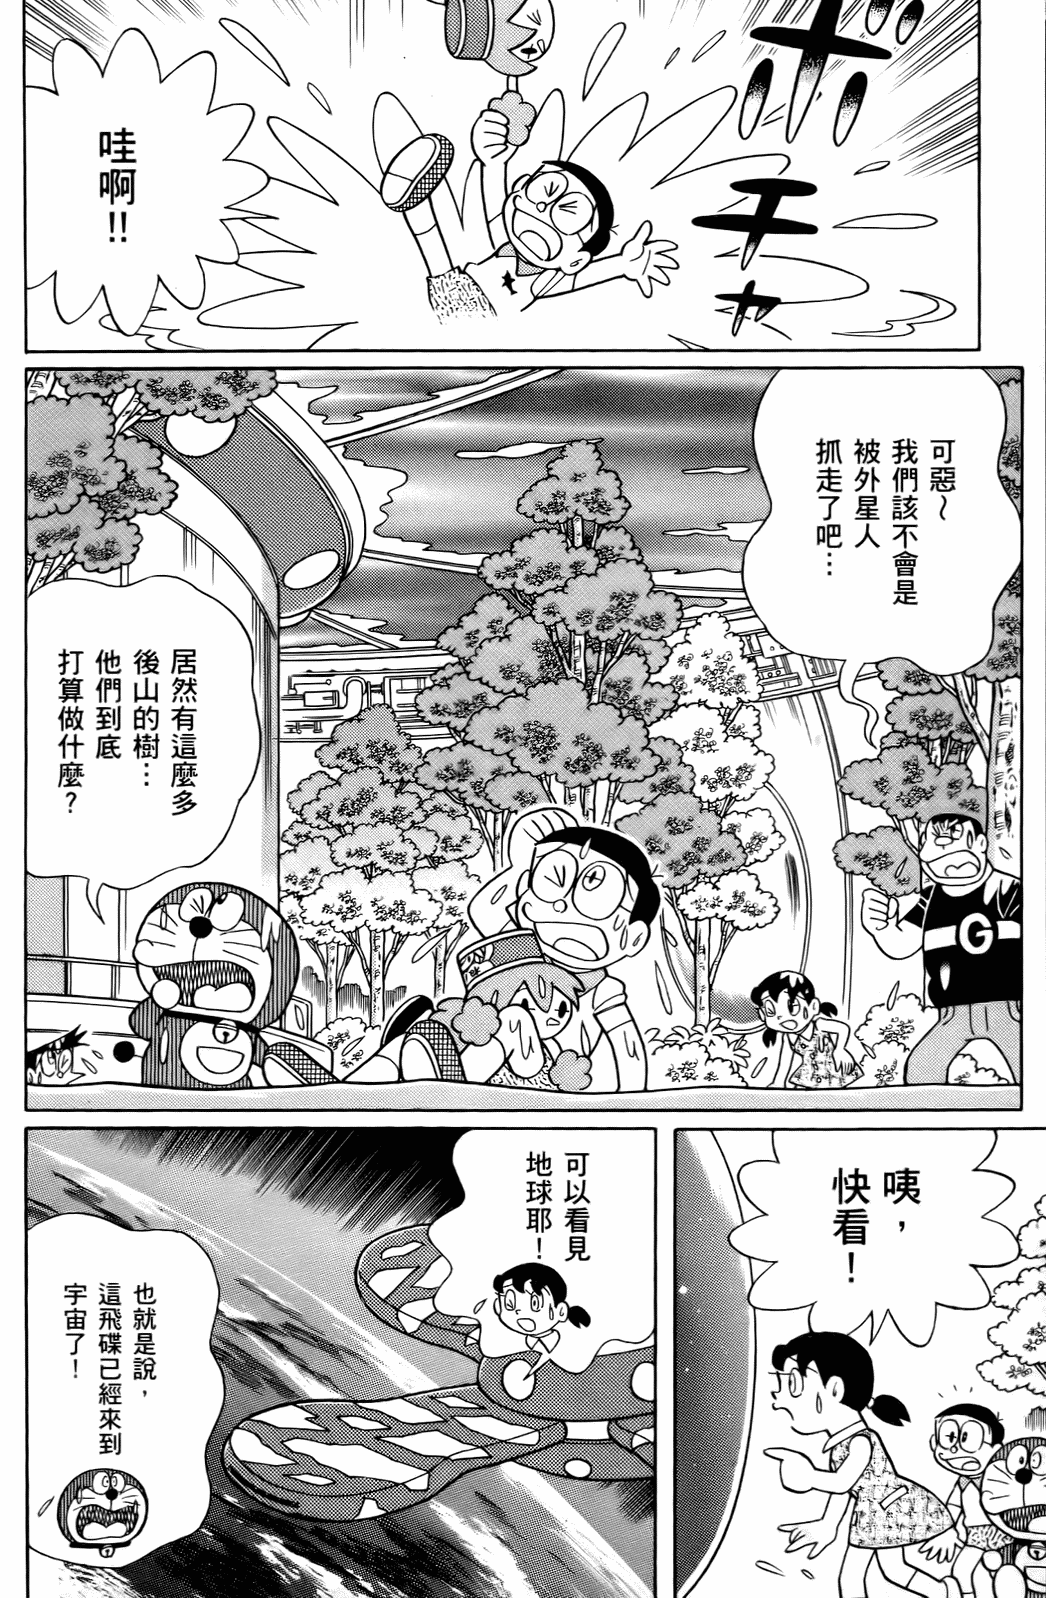 ボチャ
哇啊!!
可惡～
我們該不會是
被外星人
抓走了吧…
居然有這麼多
後山的樹…
他們到底
打算做什麼？
G
咦，
快看！
可以看見
地球耶！
也就是說，
這飛碟已經來到
宇宙了！